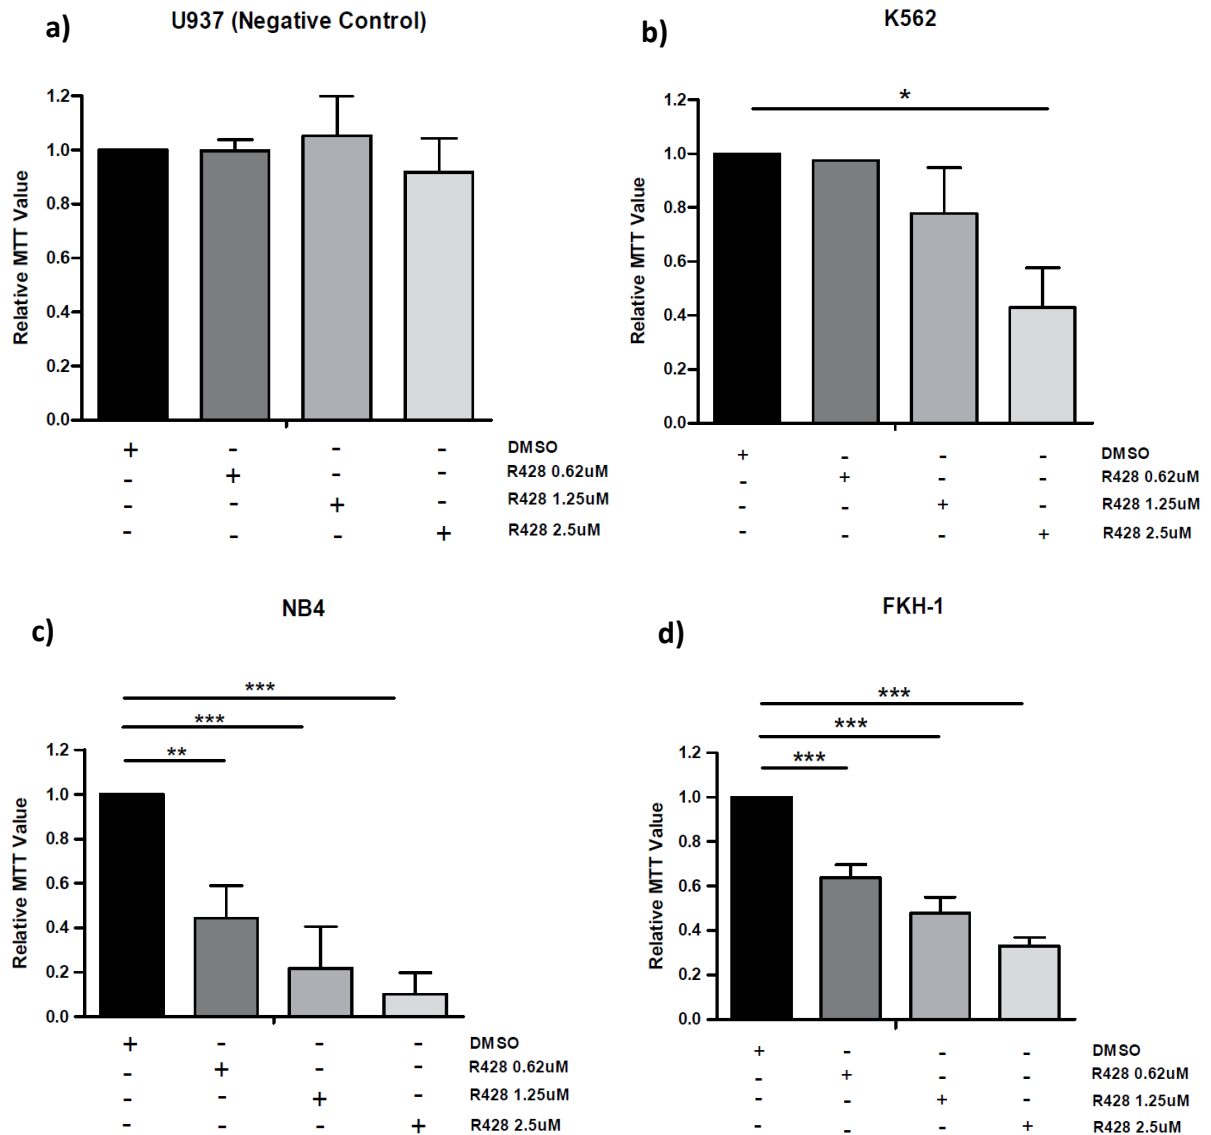 a)
U937 (Negative Control)
Relative MTT Value
1.2
1.0
0.8
0.6
0.4
0.2
0.0
+ - - - DMSO
- + - - R428 0.62uM
- - + - R428 1.25uM
- - - + R428 2.5uM
b)
K562
*
Relative MTT Value
1.2
1.0
0.8
0.6
0.4
0.2
0.0
+ - - - DMSO
- + - - R428 0.62uM
- - + - R428 1.25uM
- - - + R428 2.5uM
c)
NB4
***
***
**
Relative MTT Value
1.2
1.0
0.8
0.6
0.4
0.2
0.0
+ - - - DMSO
- + - - R428 0.62uM
- - + - R428 1.25uM
- - - + R428 2.5uM
d)
FKH-1
***
***
***
Relative MTT Value
1.2
1.0
0.8
0.6
0.4
0.2
0.0
+ - - - DMSO
- + - - R428 0.62uM
- - + - R428 1.25uM
- - - + R428 2.5uM